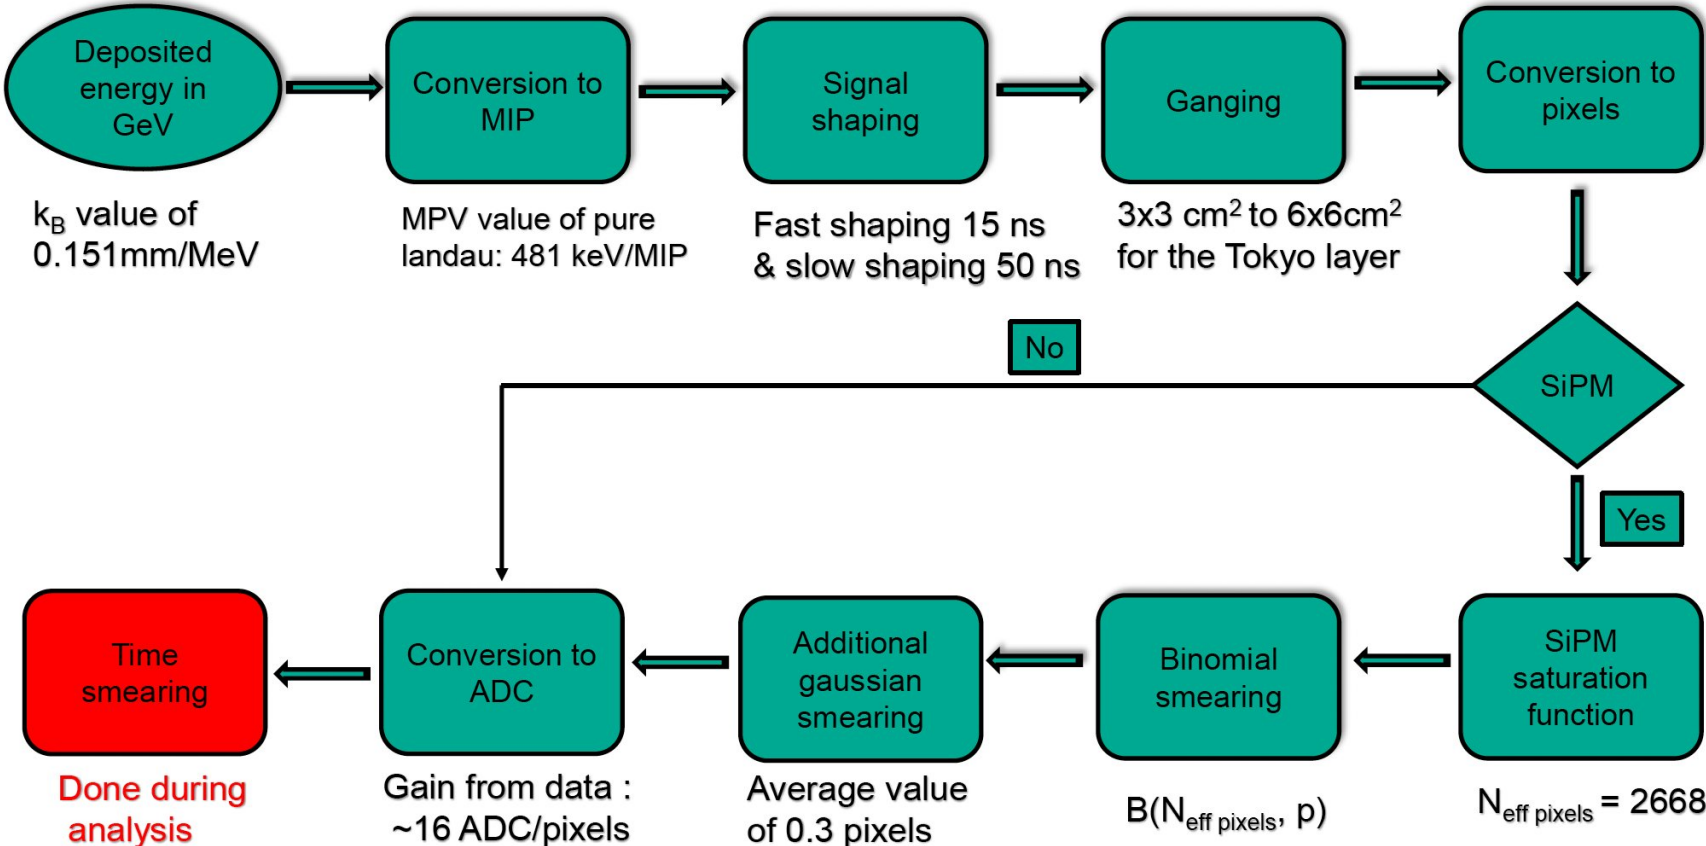 Deposited
energy in
GeV
Conversion to
MIP
Signal
shaping
Ganging
Conversion to
pixels
k_B value of
0.151mm/MeV
MPV value of pure
landau: 481 keV/MIP
Fast shaping 15 ns
& slow shaping 50 ns
3x3 cm² to 6x6cm²
for the Tokyo layer
No
SiPM
Yes
Time
smearing
Conversion to
ADC
Additional
gaussian
smearing
Binomial
smearing
SiPM
saturation
function
Done during
analysis
Gain from data :
~16 ADC/pixels
Average value
of 0.3 pixels
B(N_eff pixels, p)
N_eff pixels = 2668